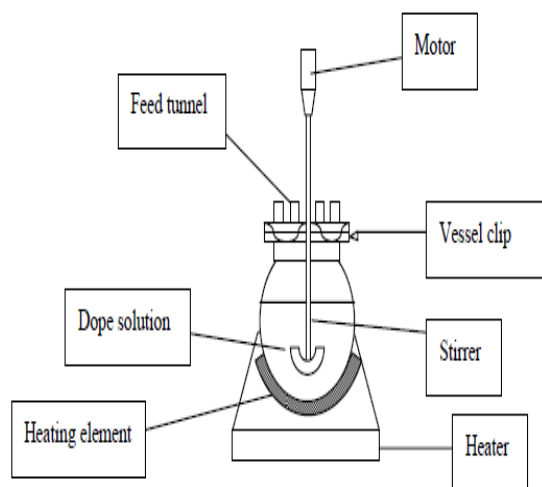 Motor
Feed tunnel
Vessel clip
Dope solution
Stirrer
Heating element
Heater